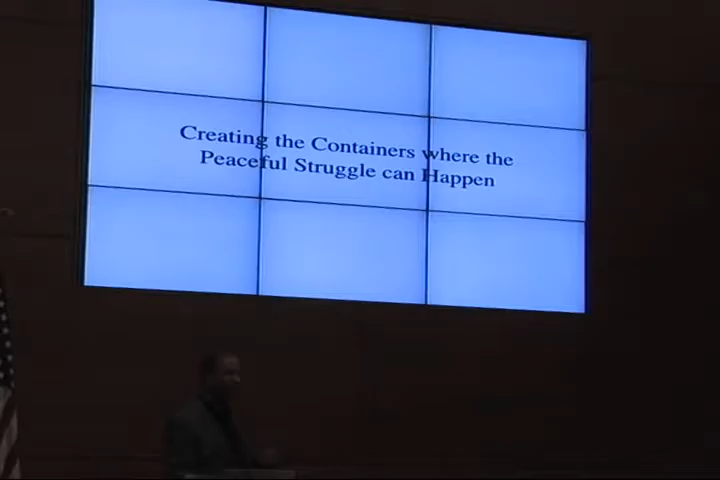 Creating the Containers where the
Peaceful Struggle can Happen